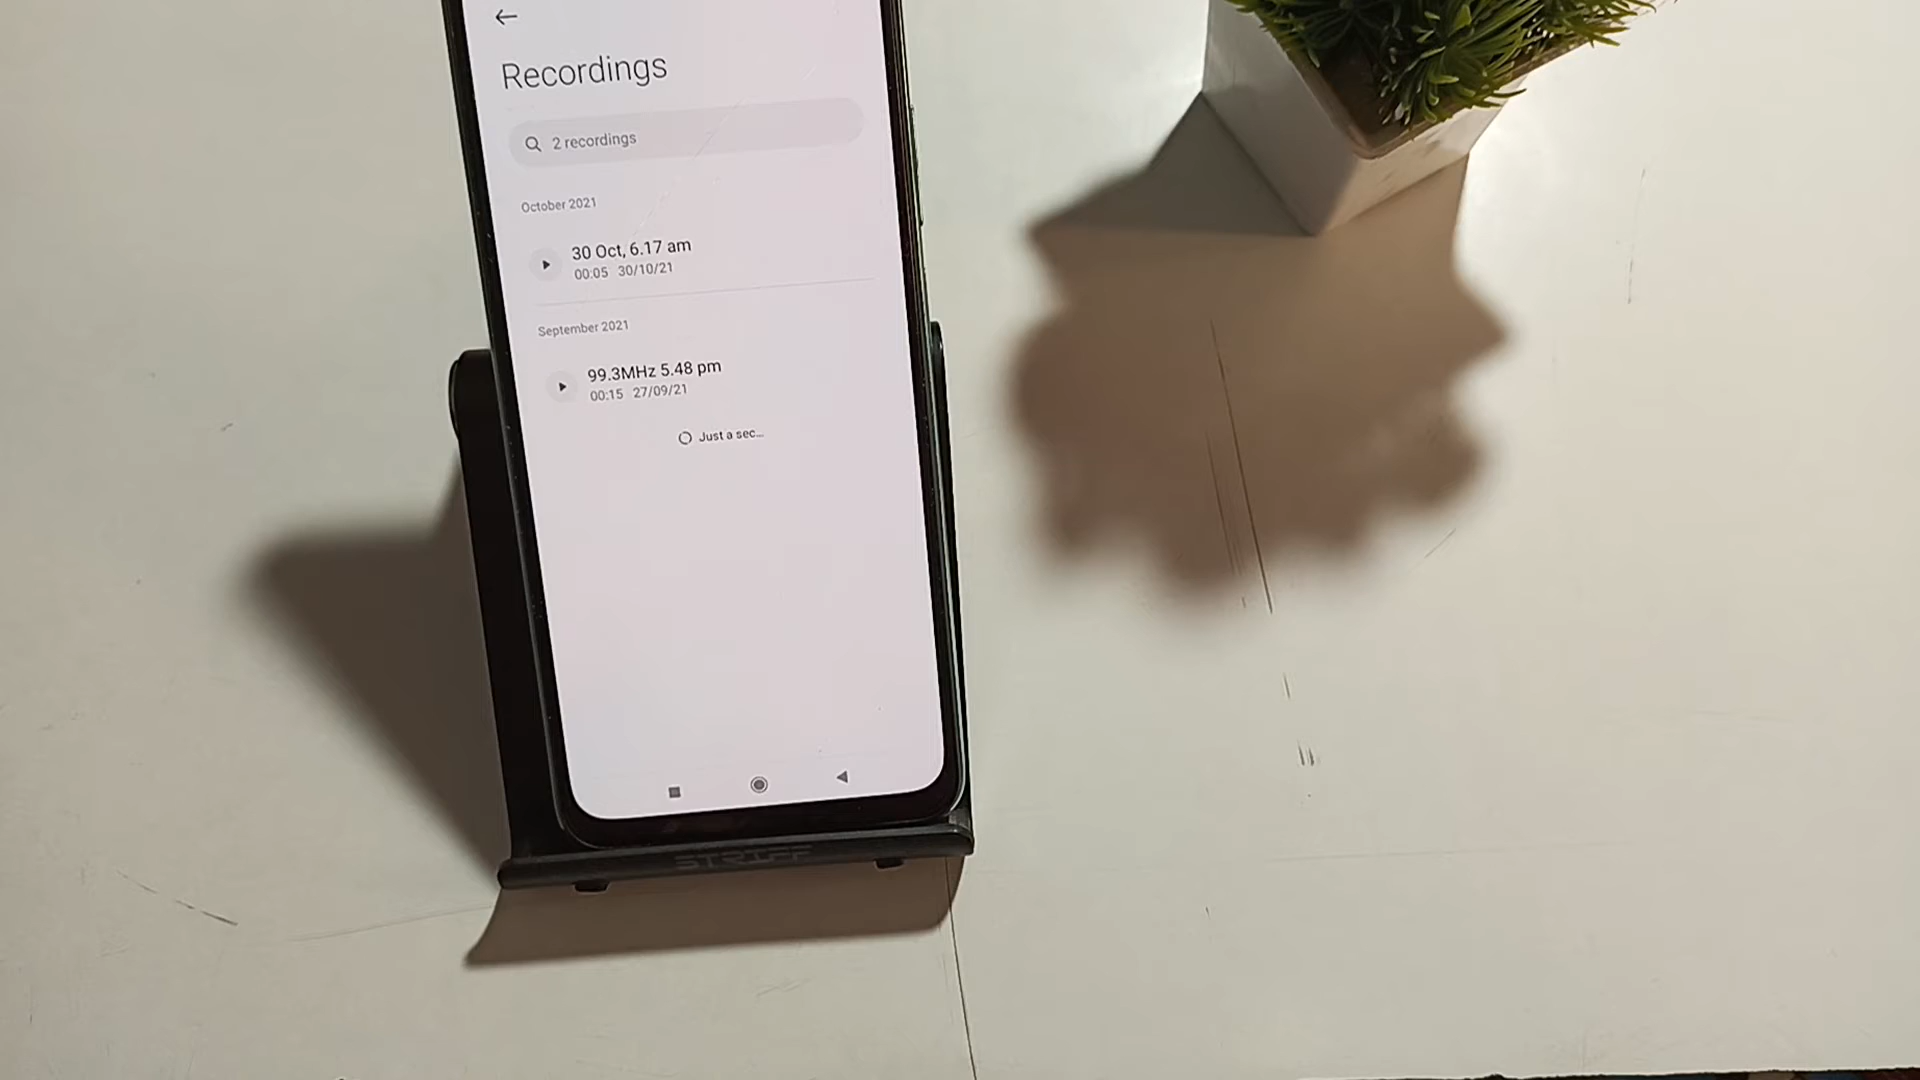 Recordings
2 recordings
October 2021
30 Oct, 6.17 am
00:05 30/10/21
September 2021
99.3MHz 5.48 pm
00:15 27/09/21
Just a sec...
STRIFF